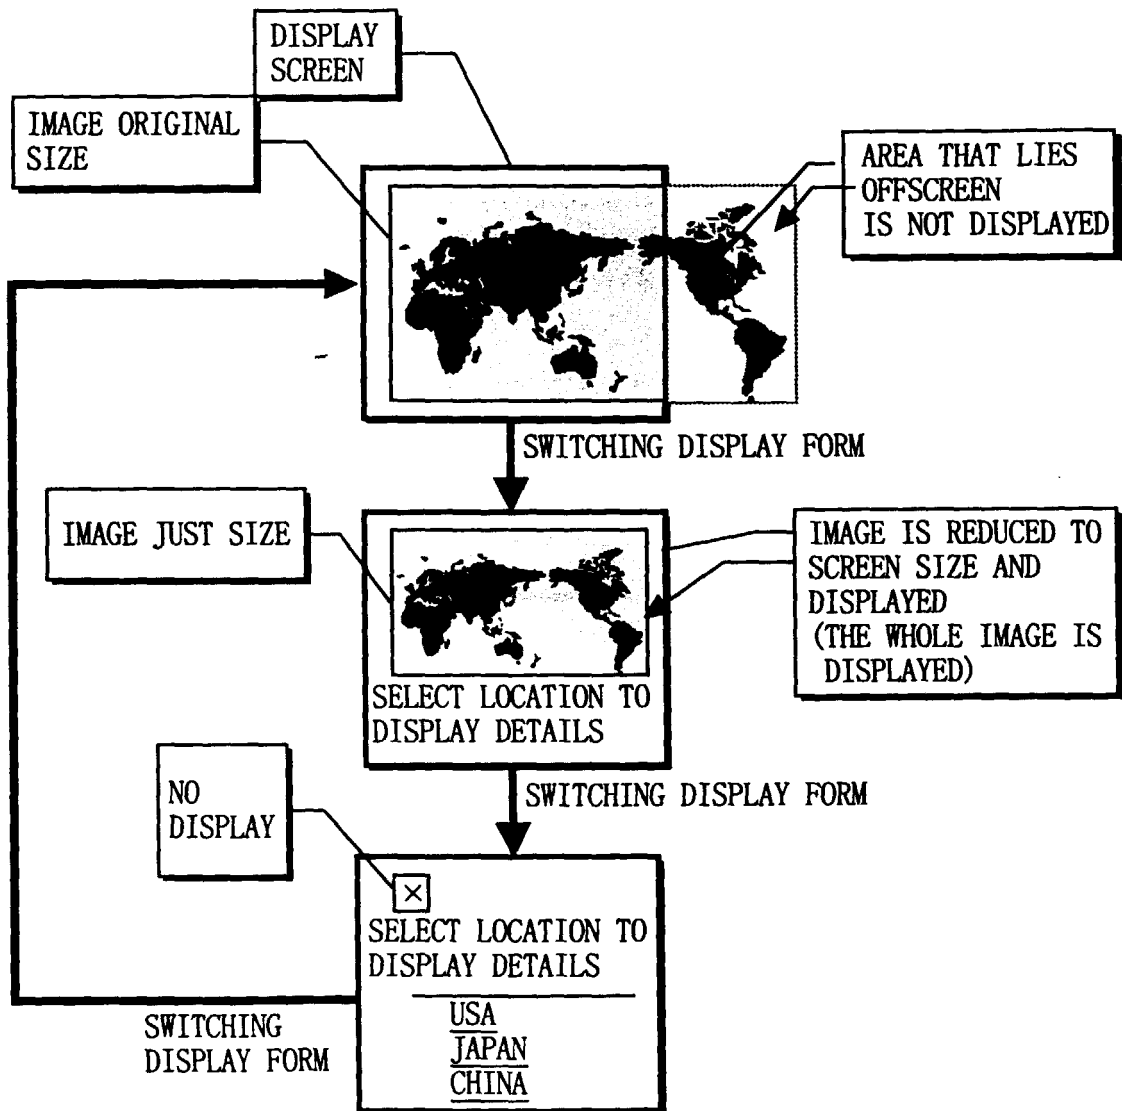 DISPLAY
SCREEN
IMAGE ORIGINAL
SIZE
AREA THAT LIES
OFFSCREEN
IS NOT DISPLAYED
SWITCHING DISPLAY FORM
IMAGE JUST SIZE
IMAGE IS REDUCED TO
SCREEN SIZE AND
DISPLAYED
(THE WHOLE IMAGE IS
DISPLAYED)
SELECT LOCATION TO
DISPLAY DETAILS
SWITCHING DISPLAY FORM
NO
DISPLAY
SELECT LOCATION TO
DISPLAY DETAILS
USA
JAPAN
CHINA
SWITCHING
DISPLAY FORM